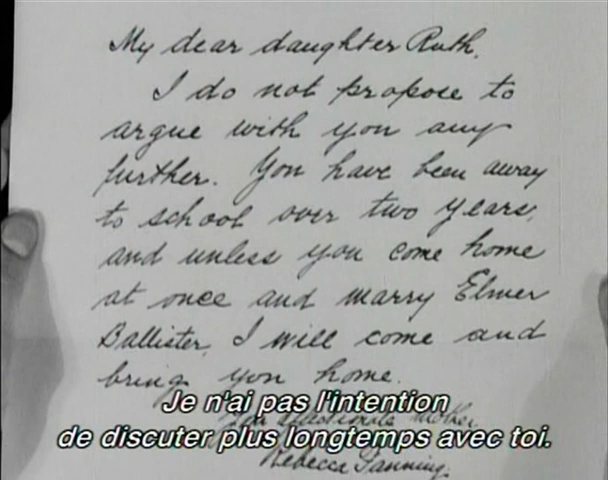 My dear daughter Ruth,
I do not propose to
argue with you any
further. You have been away
to school over two years,
and unless you come home
at once and marry Elmer
Ballister, I will come and
bring you home.
Je n'ai pas l'intention
mother,
de discuter plus longtemps avec toi.
Rebecca